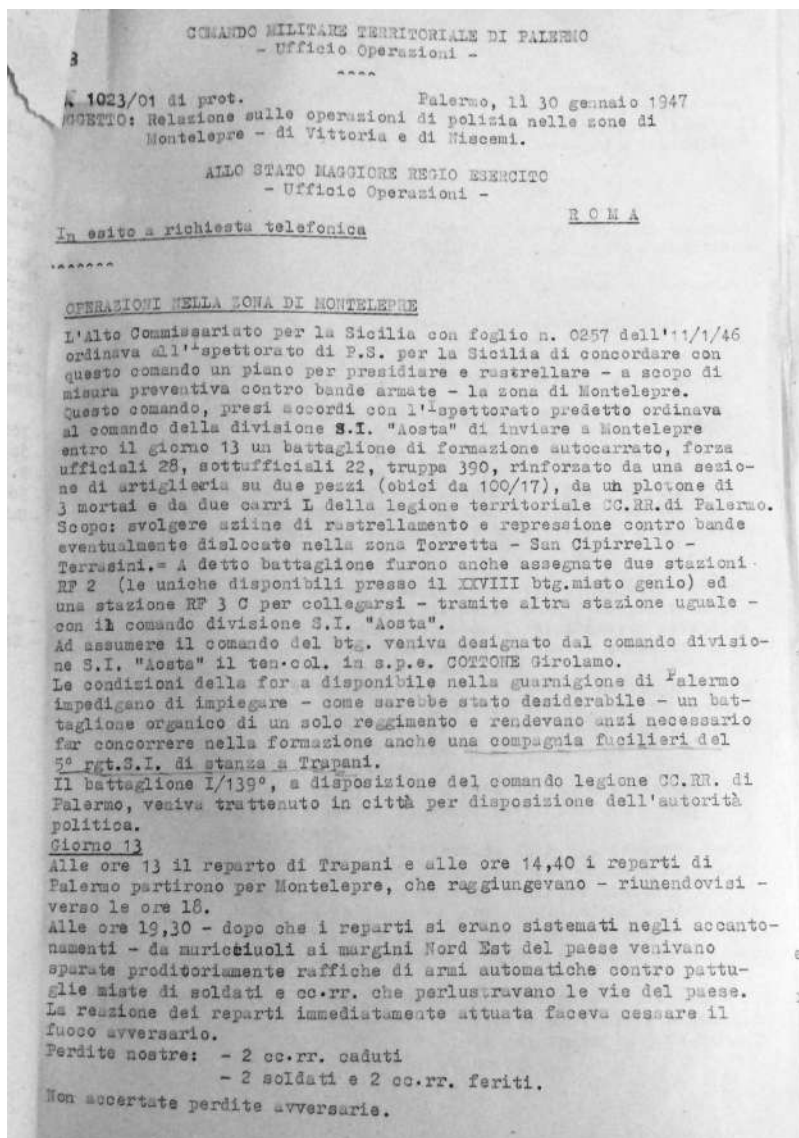 COMANDO MILITARE TERRITORIALE DI PALERMO
- Ufficio Operazioni -
^^^^
1023/01 di prot. Palermo, li 30 gennaio 1947
GGETTO: Relazione sulle operazioni di polizia nelle zone di
Montelepre - di Vittoria e di Niscemi.
ALLO STATO MAGGIORE REGIO ESERCITO
- Ufficio Operazioni -
R O M A
In esito a richiesta telefonica
^^^^^^^
OPERAZIONI NELLA ZONA DI MONTELEPRE
L'Alto Commissariato per la Sicilia con foglio n. 0257 dell'11/1/46
ordinava all'Ispettorato di P.S. per la Sicilia di concordare con
questo comando un piano per presidiare e rastrellare - a scopo di
misura preventiva contro bande armate - la zona di Montelepre.
Questo comando, presi accordi con l'Ispettorato predetto ordinava
al comando della divisione S.I. "Aosta" di inviare a Montelepre
entro il giorno 13 un battaglione di formazione autocarrato, forza
ufficiali 28, sottufficiali 22, truppa 390, rinforzato da una sezio-
ne di artiglieria su due pezzi (obici da 100/17), da un plotone di
3 mortai e da due carri L della legione territoriale CC.RR.di Palermo.
Scopo: svolgere aziine di rastrellamento e repressione contro bande
eventualmente dislocate nella zona Torretta - San Cipirrello -
Terrasini.= A detto battaglione furono anche assegnate due stazioni
RF 2 (le uniche disponibili presso il XXVIII btg.misto genio) ed
una stazione RF 3 C per collegarsi - tramite altra stazione uguale -
con il comando divisione S.I. "Aosta".
Ad assumere il comando del btg. veniva designato dal comando divisio-
ne S.I. "Aosta" il ten.col. in s.p.e. COTTONE Girolamo.
Le condizioni della for a disponibile nella guarnigione di Palermo
impedigano di impiegare - come sarebbe stato desiderabile - un bat-
taglione organico di un solo reggimento e rendevano anzi necessario
far concorrere nella formazione anche una compagnia fucilieri del
5° rgt.S.I. di stanza a Trapani.
Il battaglione I/139°, a disposizione del comando legione CC.RR. di
Palermo, veniva trattenuto in città per disposizione dell'autorità
politica.
Giorno 13
Alle ore 13 il reparto di Trapani e alle ore 14,40 i reparti di
Palermo partirono per Montelepre, che raggiungevano - riunendovisi -
verso le ore 18.
Alle ore 19,30 - dopo che i reparti si erano sistemati negli accanto-
namenti - da muricciuoli ai margini Nord Est del paese venivano
sparate proditoriamente raffiche di armi automatiche contro pattu-
glie miste di soldati e cc.rr. che perlustravano le vie del paese.
La reazione dei reparti immediatamente attuata faceva cessare il
fuoco avversario.
Perdite nostre: - 2 cc.rr. caduti
- 2 soldati e 2 cc.rr. feriti.
Non accertate perdite avversarie.